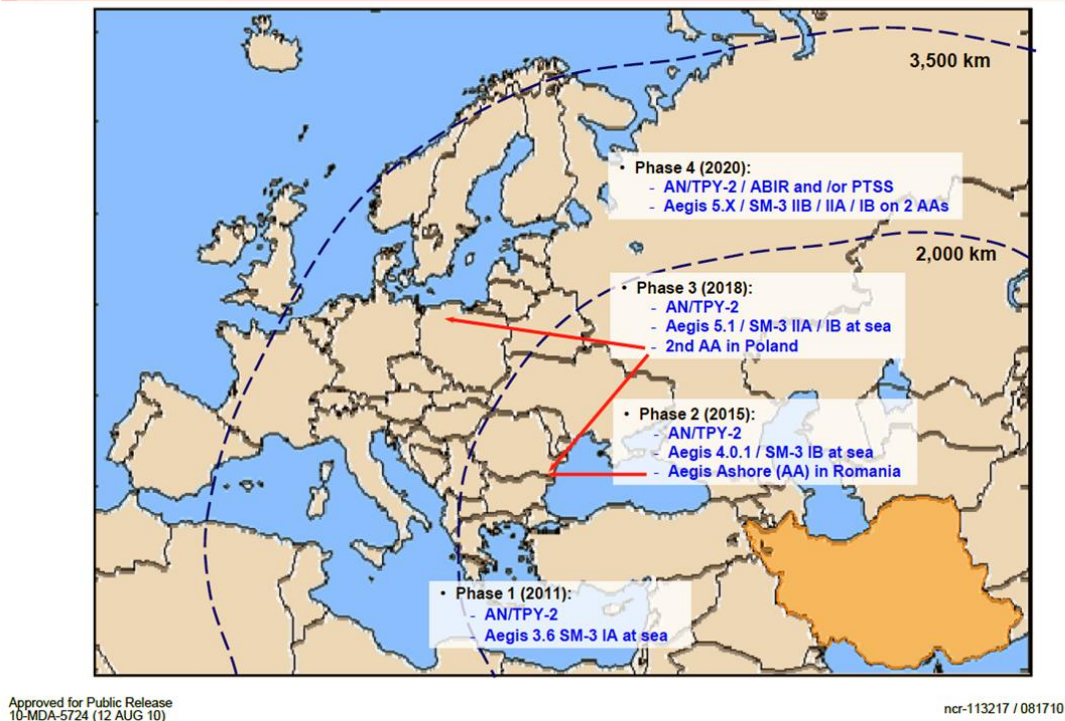 3,500 km
• Phase 4 (2020):
- AN/TPY-2 / ABIR and /or PTSS
- Aegis 5.X / SM-3 IIB / IIA / IB on 2 AAs
2,000 km
• Phase 3 (2018):
- AN/TPY-2
- Aegis 5.1 / SM-3 IIA / IB at sea
- 2nd AA in Poland
• Phase 2 (2015):
- AN/TPY-2
- Aegis 4.0.1 / SM-3 IB at sea
- Aegis Ashore (AA) in Romania
• Phase 1 (2011):
- AN/TPY-2
- Aegis 3.6 SM-3 IA at sea
Approved for Public Release
10-MDA-5724 (12 AUG 10)
ncr-113217 / 081710